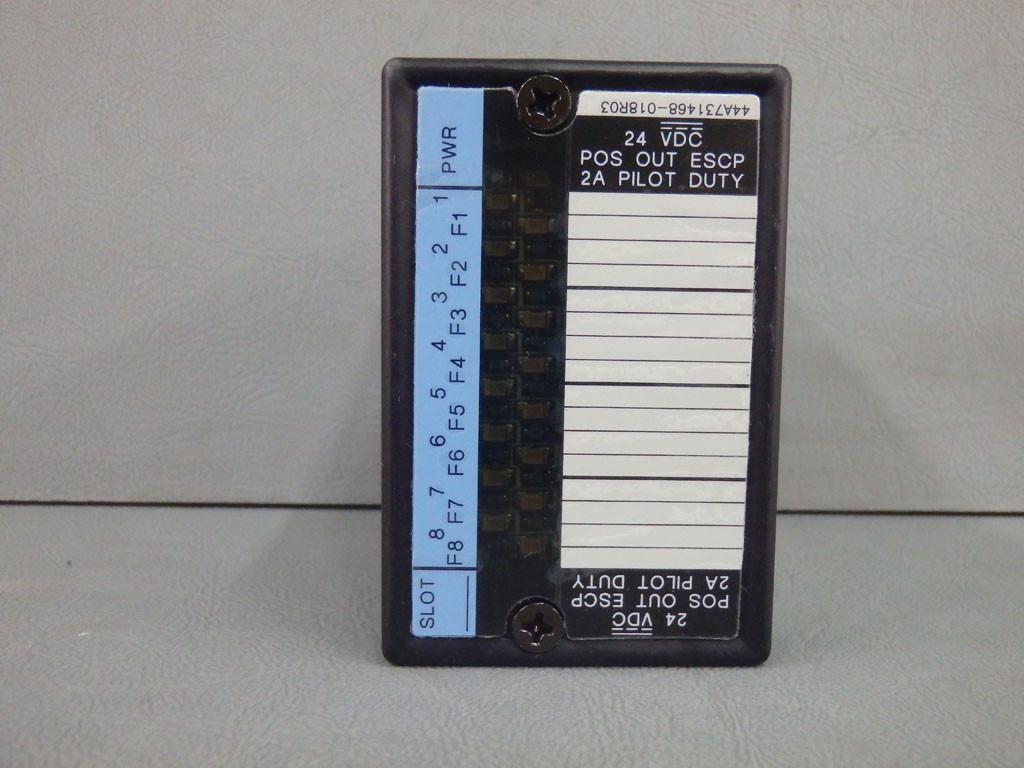 44A731468-018R03
24 VDC
POS OUT ESCP
2A PILOT DUTY
PWR
1
F1
2
F2
3
F3
4
F4
5
F5
6
F6
7
F7
8
F8
SLOT
24 VDC
POS OUT ESCP
2A PILOT DUTY